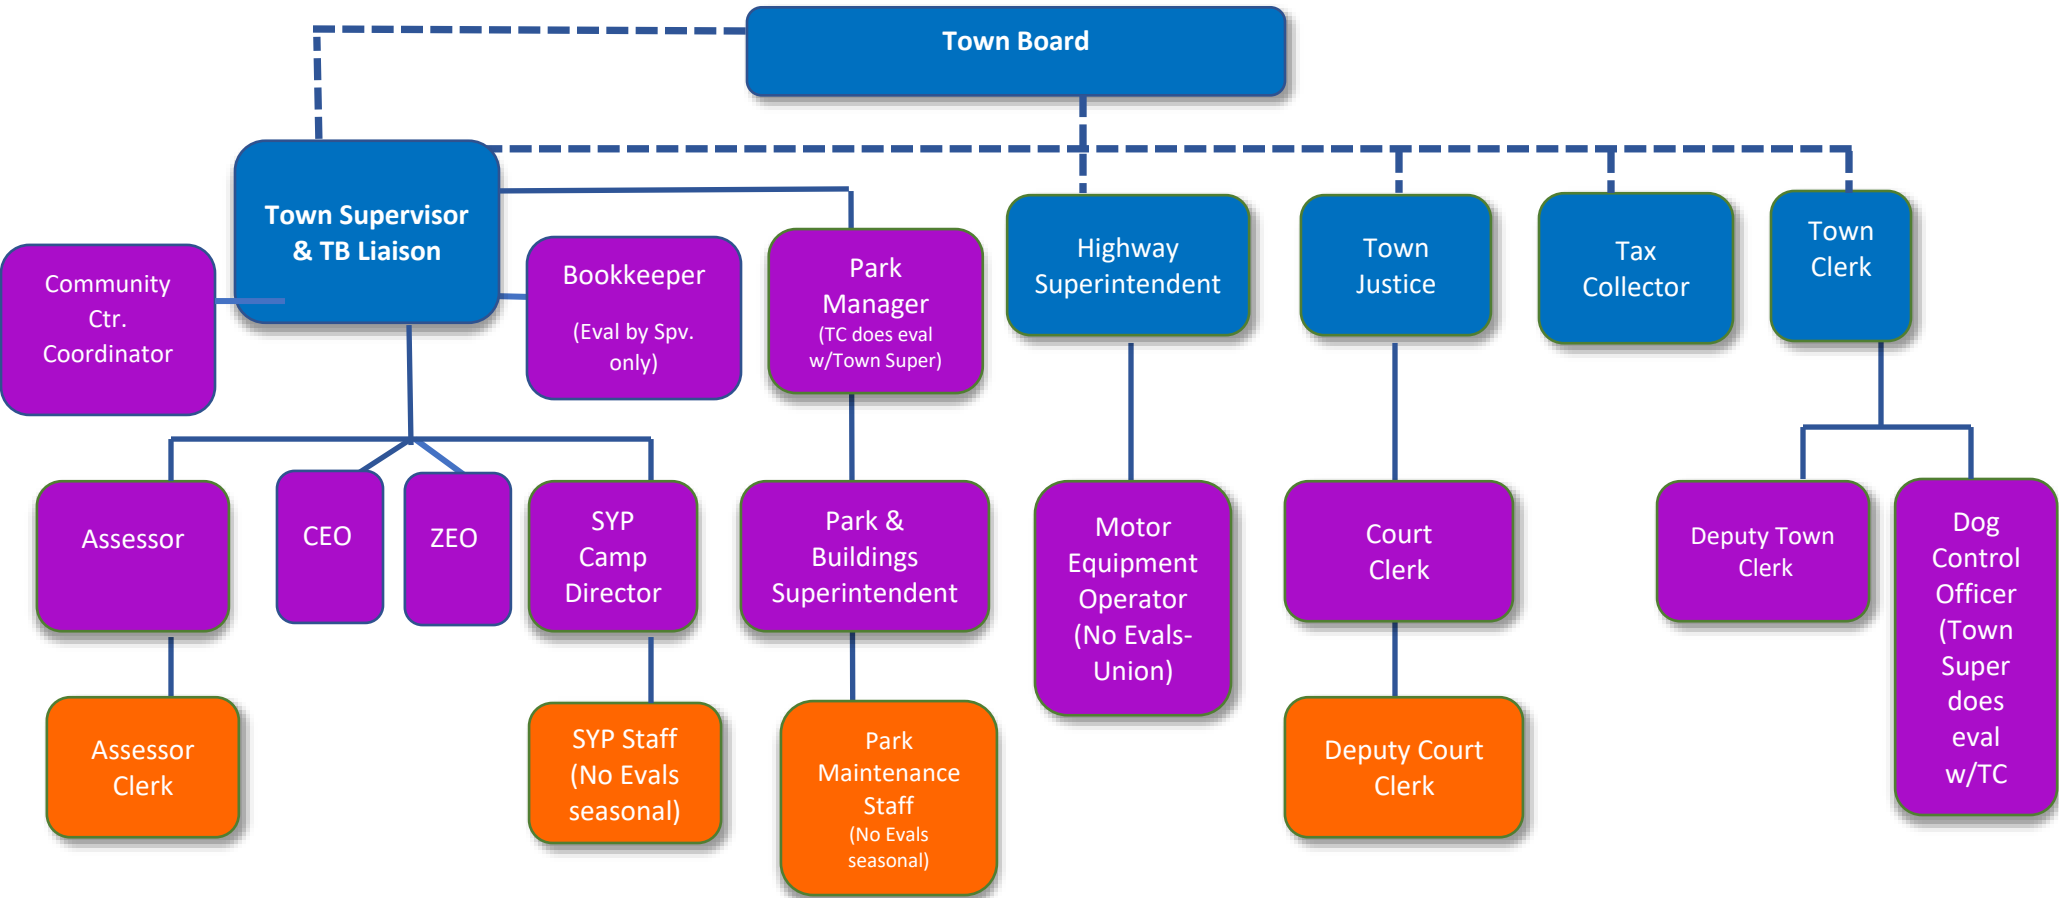 Town Board
Town Supervisor
& TB Liaison
Community
Ctr.
Coordinator
Bookkeeper
(Eval by Spv.
only)
Park
Manager
(TC does eval
w/Town Super)
Highway
Superintendent
Town
Justice
Tax
Collector
Town
Clerk
Assessor
CEO
ZEO
SYP
Camp
Director
Park &
Buildings
Superintendent
Motor
Equipment
Operator
(No Evals-
Union)
Court
Clerk
Deputy Town
Clerk
Dog
Control
Officer
(Town
Super
does
eval
w/TC
Assessor
Clerk
SYP Staff
(No Evals
seasonal)
Park
Maintenance
Staff
(No Evals
seasonal)
Deputy Court
Clerk